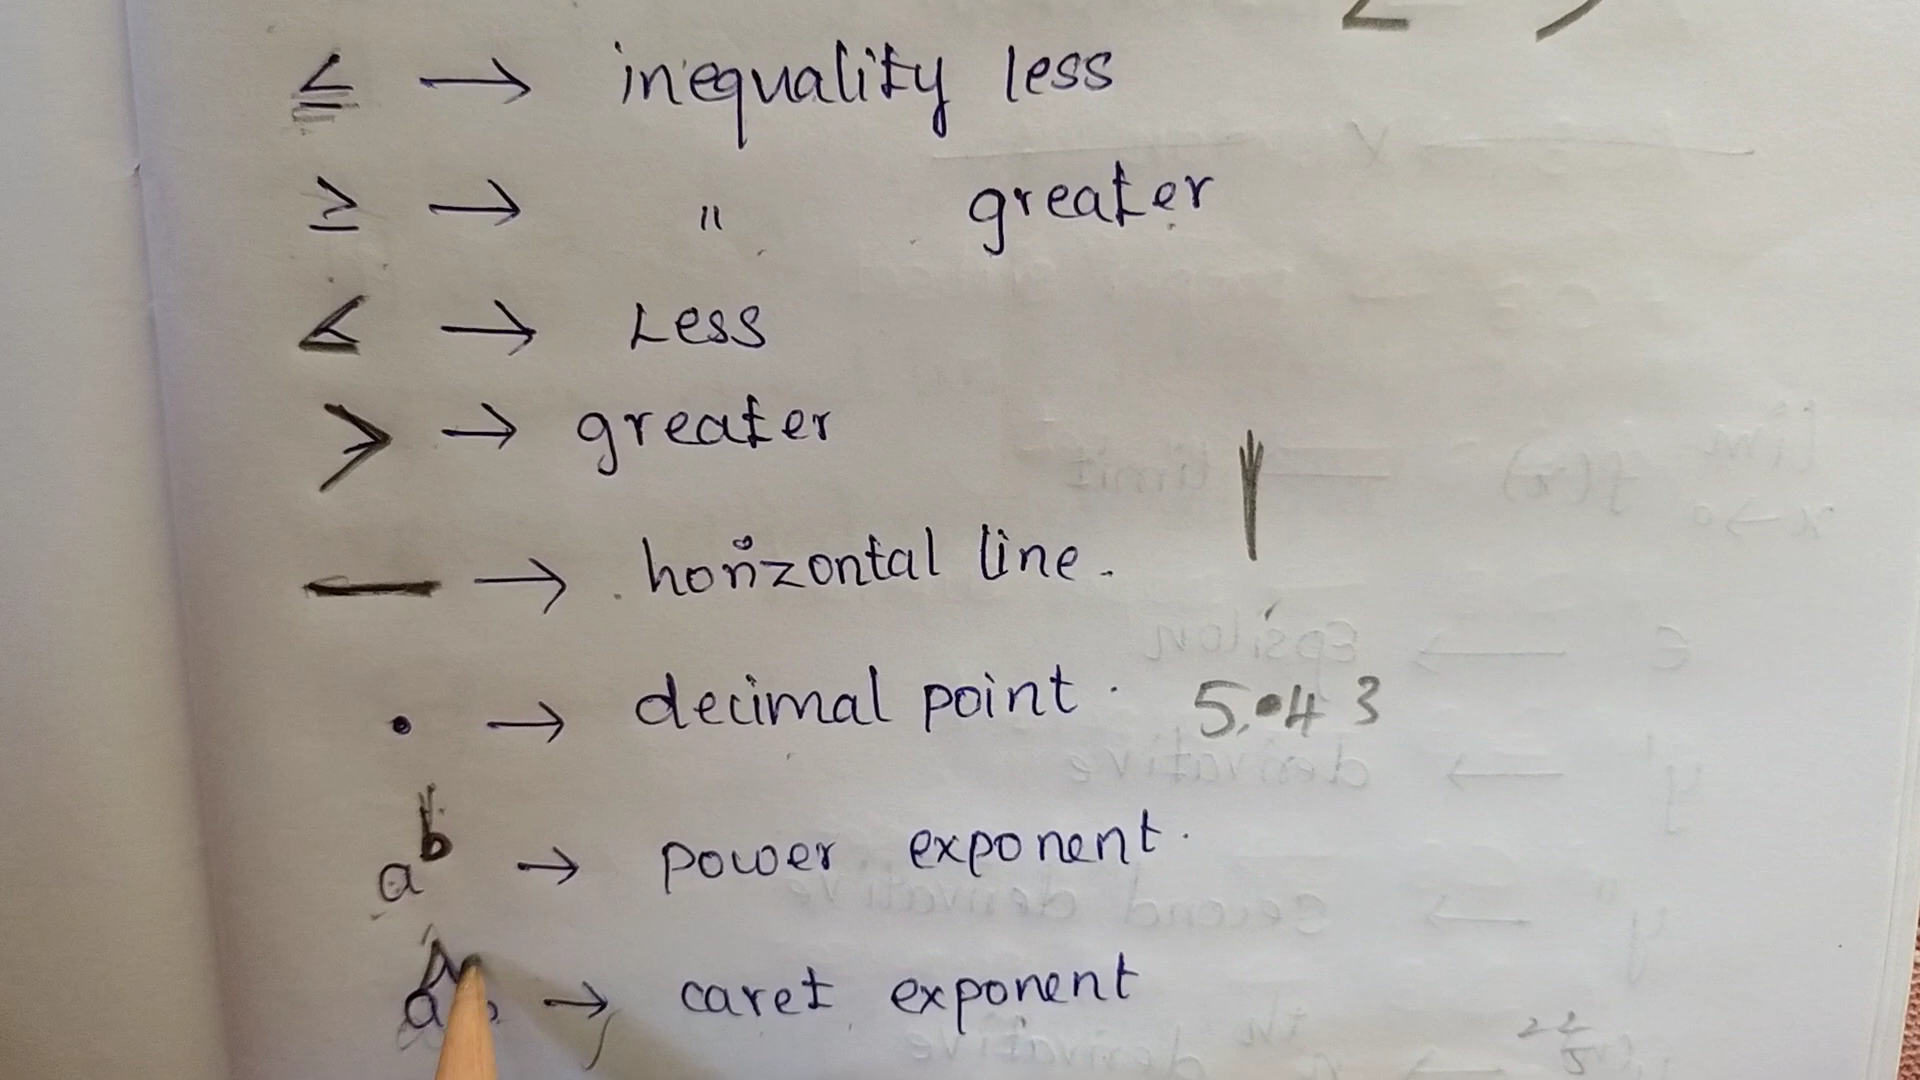 ≤ → inequality less
≥ → " greater
< → Less
> → greater
— → horizontal line.
• → decimal point. 5.43
a^b → power exponent.
a^b → caret exponent